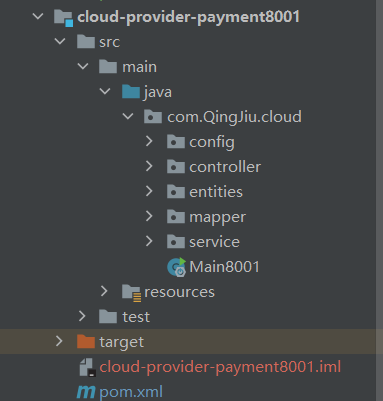 cloud-provider-payment8001
src
main
java
com.QingJiu.cloud
config
controller
entities
mapper
service
Main8001
resources
test
target
cloud-provider-payment8001.iml
pom.xml